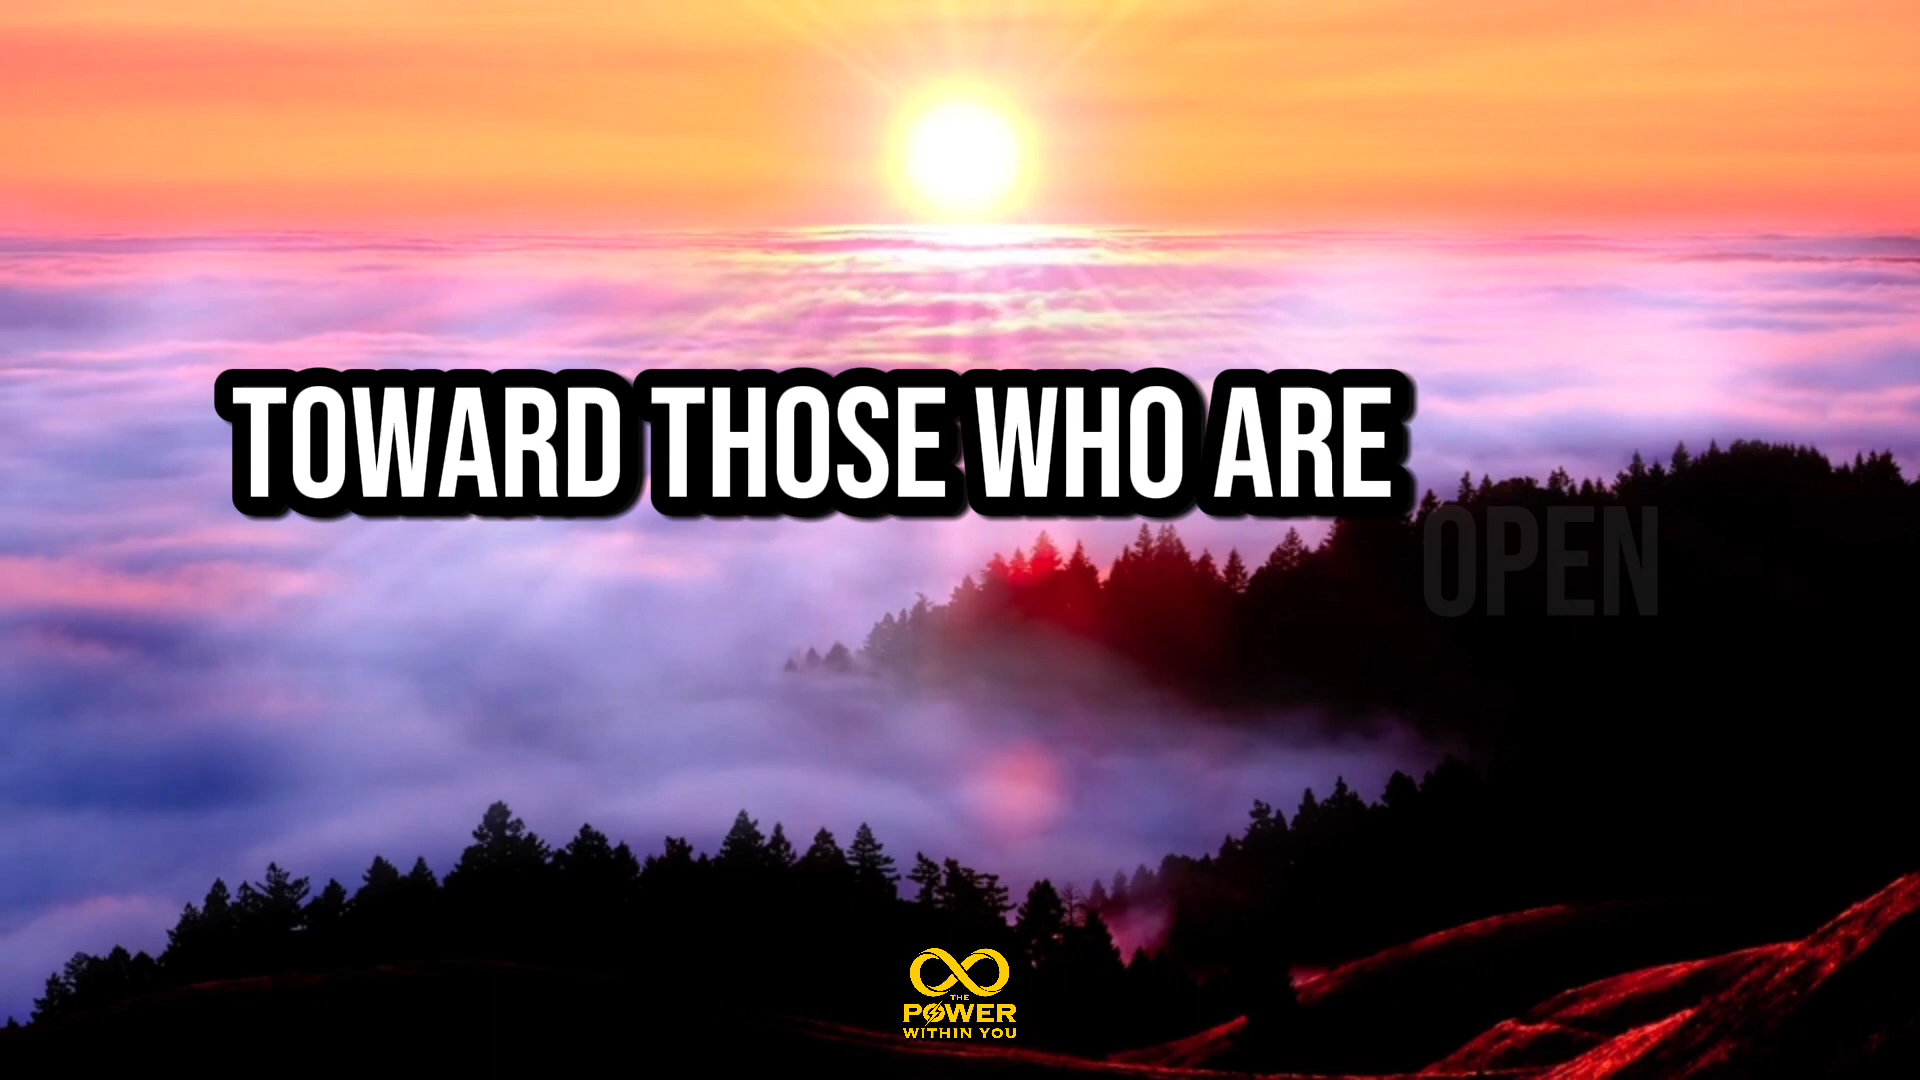 TOWARD THOSE WHO ARE
OPEN
THE
POWER
WITHIN YOU